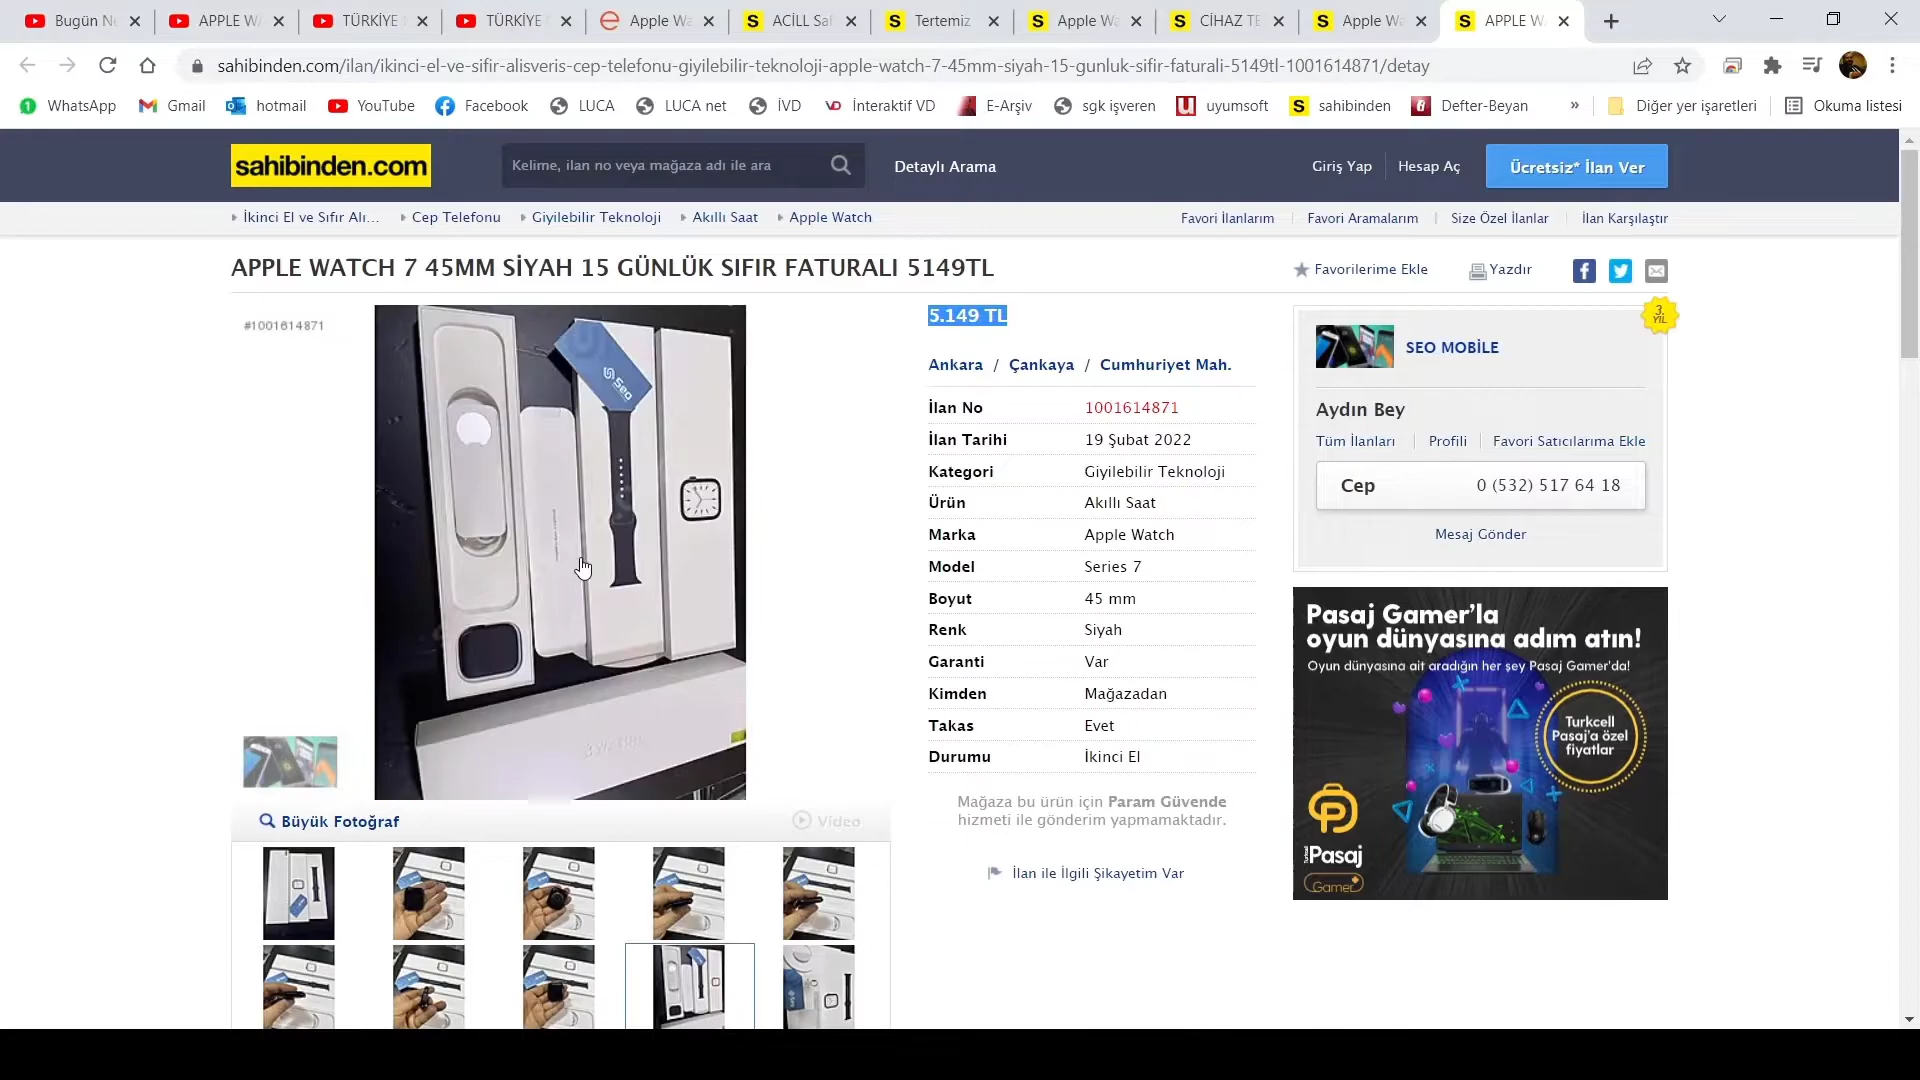 Bugün Ne
APPLE WA
TÜRKİYE
TÜRKİYE
Apple Wa
ACİLL Sa
Tertemiz
Apple Wa
CİHAZ TE
Apple Wa
APPLE W
sahibinden.com/ilan/ikinci-el-ve-sifir-alisveris-cep-telefonu-giyilebilir-teknoloji-apple-watch-7-45mm-siyah-15-gunluk-sifir-faturali-5149tl-1001614871/detay
WhatsApp
Gmail
hotmail
YouTube
Facebook
LUCA
LUCA net
İVD
İnteraktif VD
E-Arşiv
sgk işveren
uyumsoft
sahibinden
Defter-Beyan
»
Diğer yer işaretleri
Okuma listesi
sahibinden.com
Kelime, ilan no veya mağaza adı ile ara
Detaylı Arama
Giriş Yap
Hesap Aç
Ücretsiz* İlan Ver
İkinci El ve Sıfır Alı...
Cep Telefonu
Giyilebilir Teknoloji
Akıllı Saat
Apple Watch
Favori İlanlarım
Favori Aramalarım
Size Özel İlanlar
İlan Karşılaştır
APPLE WATCH 7 45MM SİYAH 15 GÜNLÜK SIFIR FATURALI 5149TL
Favorilerime Ekle
Yazdır
#1001614871
Seo
5.149 TL
Ankara / Çankaya / Cumhuriyet Mah.
İlan No 1001614871
İlan Tarihi 19 Şubat 2022
Kategori Giyilebilir Teknoloji
Ürün Akıllı Saat
Marka Apple Watch
Model Series 7
Boyut 45 mm
Renk Siyah
Garanti Var
Kimden Mağazadan
Takas Evet
Durumu İkinci El
Mağaza bu ürün için Param Güvende
hizmeti ile gönderim yapmamaktadır.
İlan ile İlgili Şikayetim Var
3.
YIL
SEO MOBİLE
Aydın Bey
Tüm İlanları
Profili
Favori Satıcılarıma Ekle
Cep 0 (532) 517 64 18
Mesaj Gönder
Pasaj Gamer’la
oyun dünyasına adım atın!
Oyun dünyasına ait aradığın her şey Pasaj Gamer'da!
Turkcell
Pasaj'a özel
fiyatlar
Turkcell
Pasaj
Gamer+
Büyük Fotoğraf
Video